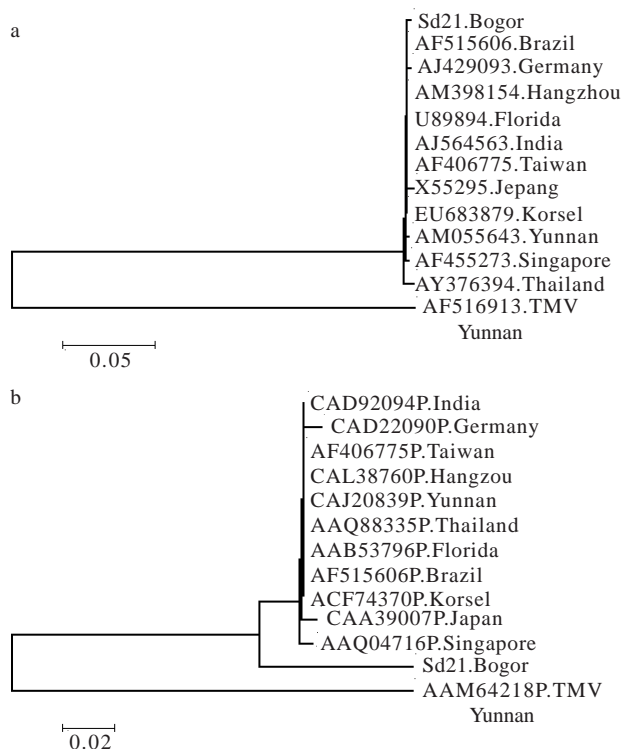 a
Sd21.Bogor
AF515606.Brazil
AJ429093.Germany
AM398154.Hangzhou
U89894.Florida
AJ564563.India
AF406775.Taiwan
X55295.Jepang
EU683879.Korsel
AM055643.Yunnan
AF455273.Singapore
AY376394.Thailand
AF516913.TMV
Yunnan
0.05
b
CAD92094P.India
CAD22090P.Germany
AF406775P.Taiwan
CAL38760P.Hangzou
CAJ20839P.Yunnan
AAQ88335P.Thailand
AAB53796P.Florida
AF515606P.Brazil
ACF74370P.Korsel
CAA39007P.Japan
AAQ04716P.Singapore
Sd21.Bogor
AAM64218P.TMV
Yunnan
0.02